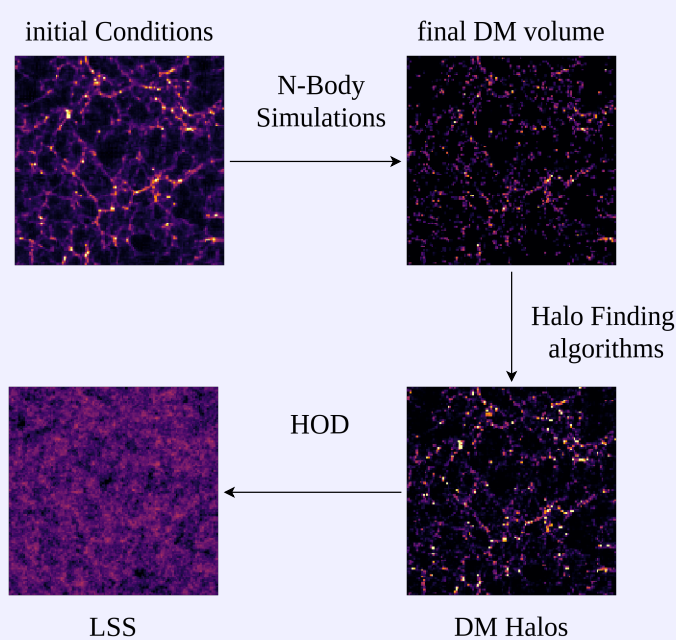 initial Conditions
final DM volume
N-Body
Simulations
Halo Finding
algorithms
HOD
LSS
DM Halos